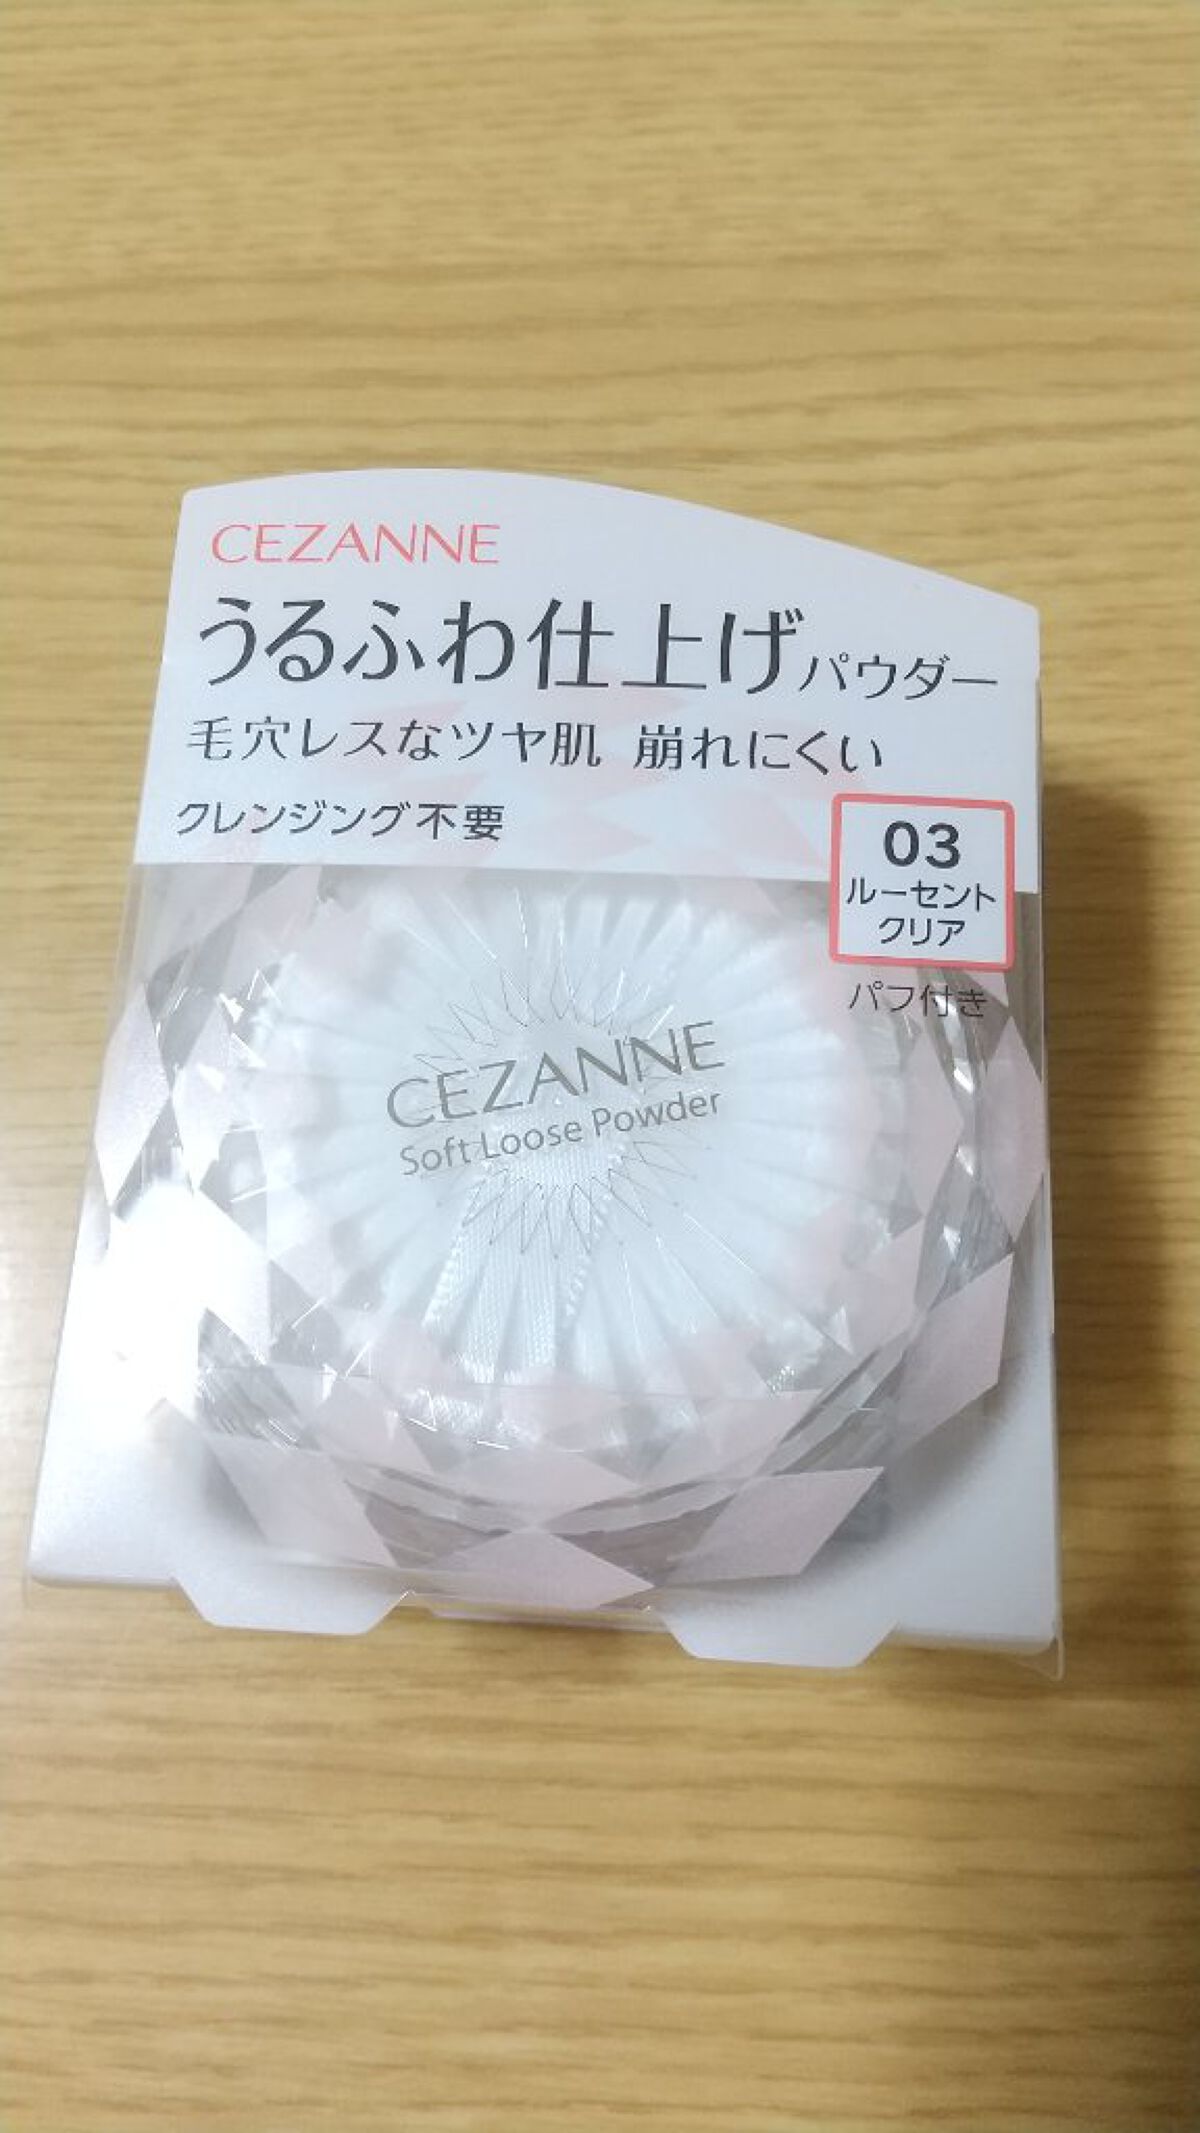 CEZANNE
うるふわ仕上げパウダー
毛穴レスなツヤ肌 崩れにくい
クレンジング不要
03
ルーセント
クリア
パフ付き
CEZANNE
Soft Loose Powder